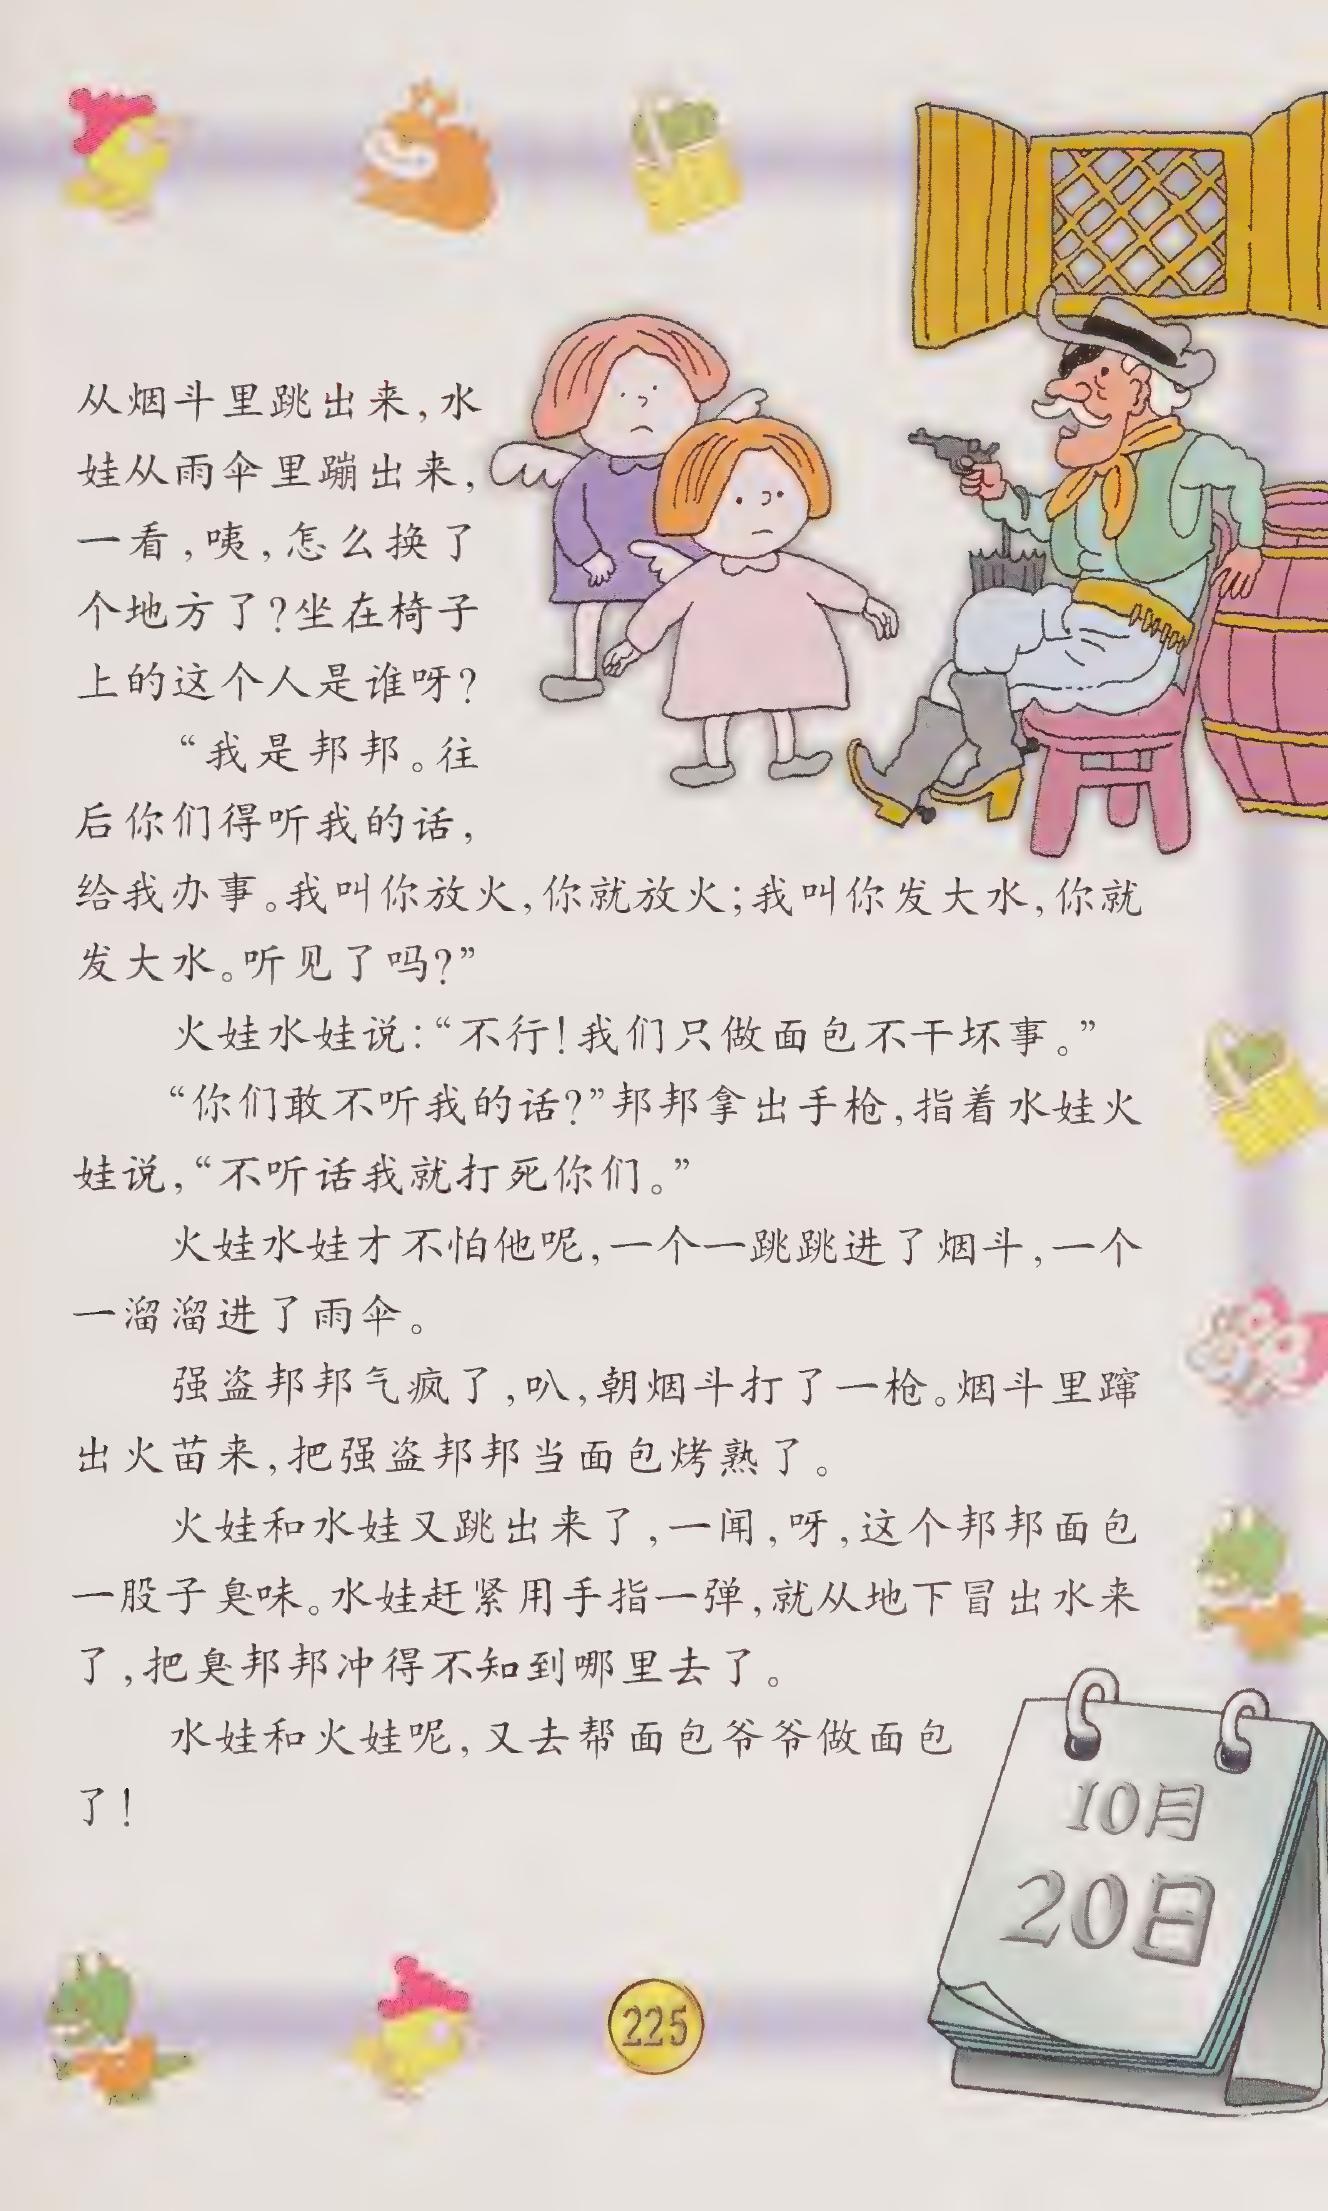 从烟斗里跳出来,水
娃从雨伞里蹦出来,
一看,咦,怎么换了
个地方了?坐在椅子
上的这个人是谁呀?
“我是邦邦。往
后你们得听我的话,
给我办事。我叫你放火,你就放火;我叫你发大水,你就
发大水。听见了吗?”
火娃水娃说:“不行!我们只做面包不干坏事。”
“你们敢不听我的话?”邦邦拿出手枪,指着水娃火
娃说,“不听话我就打死你们。”
火娃水娃才不怕他呢,一个一跳跳进了烟斗,一个
一溜溜进了雨伞。
强盗邦邦气疯了,叭,朝烟斗打了一枪。烟斗里蹿
出火苗来,把强盗邦邦当面包烤熟了。
火娃和水娃又跳出来了,一闻,呀,这个邦邦面包
一股子臭味。水娃赶紧用手指一弹,就从地下冒出水来
了,把臭邦邦冲得不知到哪里去了。
水娃和火娃呢,又去帮面包爷爷做面包
了!
10月
20日
225